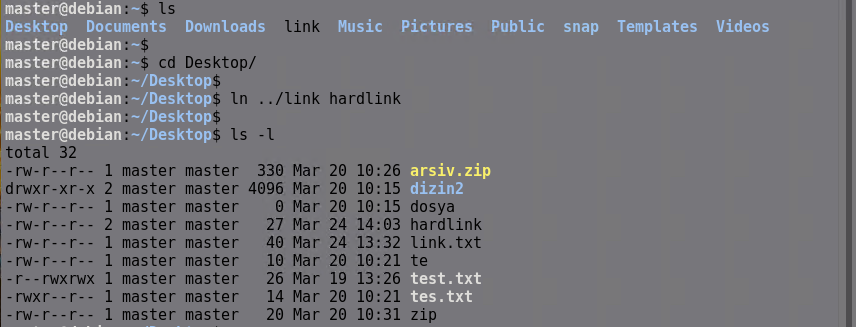 master@debian:~$ ls
Desktop  Documents  Downloads  link  Music  Pictures  Public  snap  Templates  Videos
master@debian:~$
master@debian:~$ cd Desktop/
master@debian:~/Desktop$
master@debian:~/Desktop$ ln ../link hardlink
master@debian:~/Desktop$
master@debian:~/Desktop$ ls -l
total 32
-rw-r--r-- 1 master master  330 Mar 20 10:26 arsiv.zip
drwxr-xr-x 2 master master 4096 Mar 20 10:15 dizin2
-rw-r--r-- 1 master master    0 Mar 20 10:15 dosya
-rw-r--r-- 2 master master   27 Mar 24 14:03 hardlink
-rw-r--r-- 1 master master   40 Mar 24 13:32 link.txt
-rw-r--r-- 1 master master   10 Mar 20 10:21 te
-r--rwxrwx 1 master master   26 Mar 19 13:26 test.txt
-rwxr--r-- 1 master master   14 Mar 20 10:21 tes.txt
-rw-r--r-- 1 master master   20 Mar 20 10:31 zip